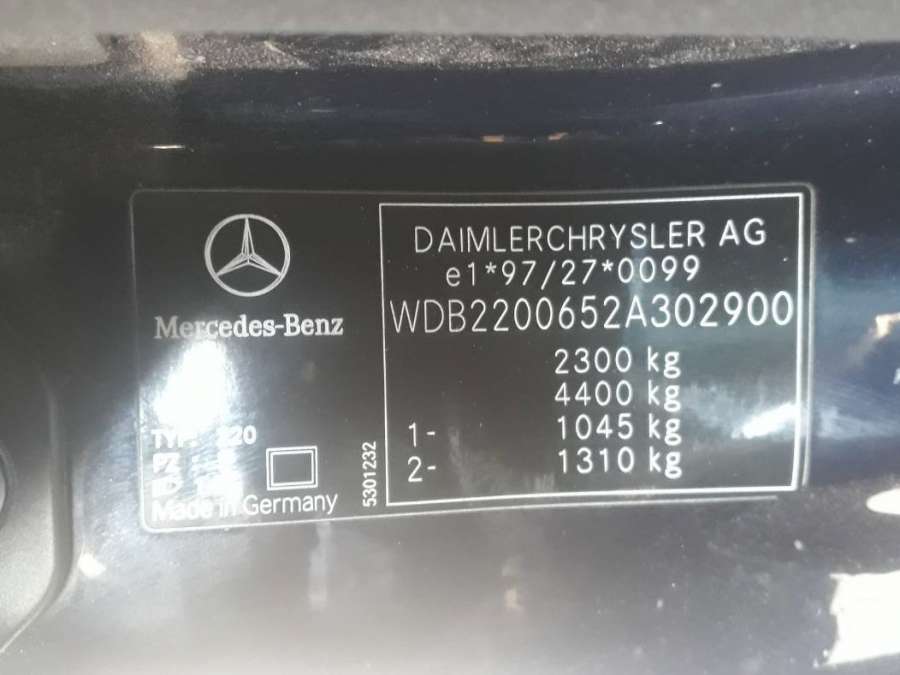 Mercedes-Benz
Made in Germany
5301232
DAIMLERCHRYSLER AG
e1*97/27*0099
WDB2200652A302900
2300 kg
4400 kg
1- 1045 kg
2- 1310 kg